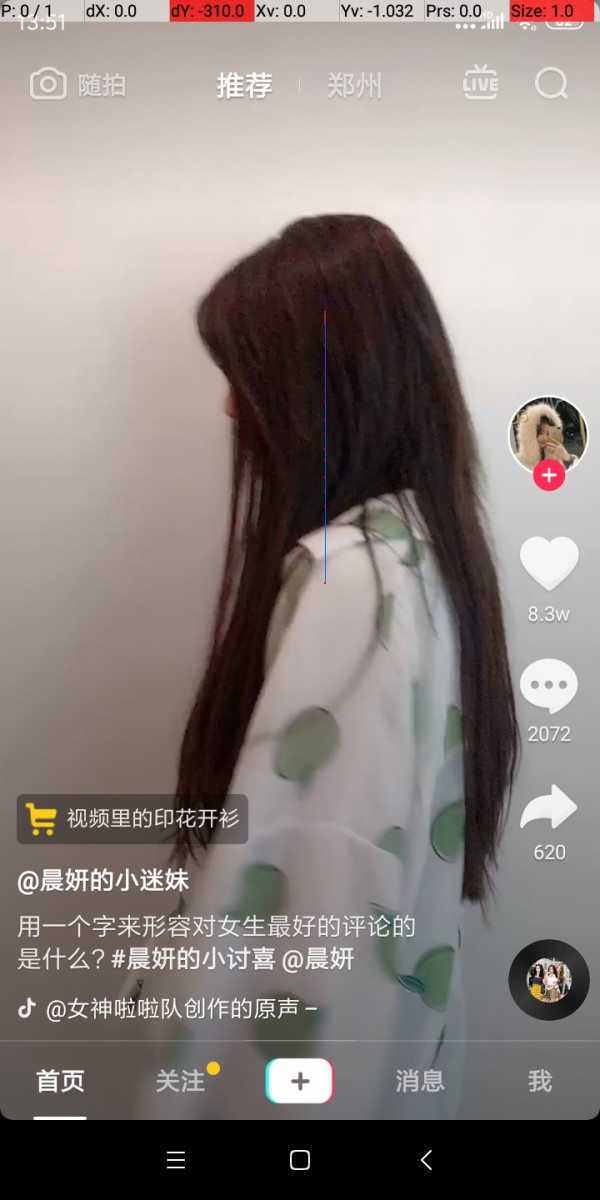 P: 0 / 1 dX: 0.0 dY: -310.0 Xv: 0.0 Yv: -1.032 Prs: 0.0 Size: 1.0
13:51
随拍 推荐 郑州 LIVE
8.3w
2072
视频里的印花开衫
620
@晨妍的小迷妹
用一个字来形容对女生最好的评论的
是什么? #晨妍的小讨喜 @晨妍
@女神啦啦队创作的原声 –
首页 关注 消息 我